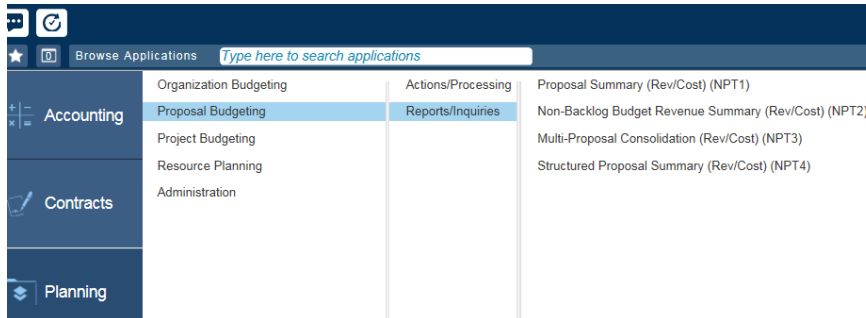 0 Browse Applications Type here to search applications
Accounting
Contracts
Planning
Organization Budgeting
Proposal Budgeting
Project Budgeting
Resource Planning
Administration
Actions/Processing
Reports/Inquiries
Proposal Summary (Rev/Cost) (NPT1)
Non-Backlog Budget Revenue Summary (Rev/Cost) (NPT2)
Multi-Proposal Consolidation (Rev/Cost) (NPT3)
Structured Proposal Summary (Rev/Cost) (NPT4)